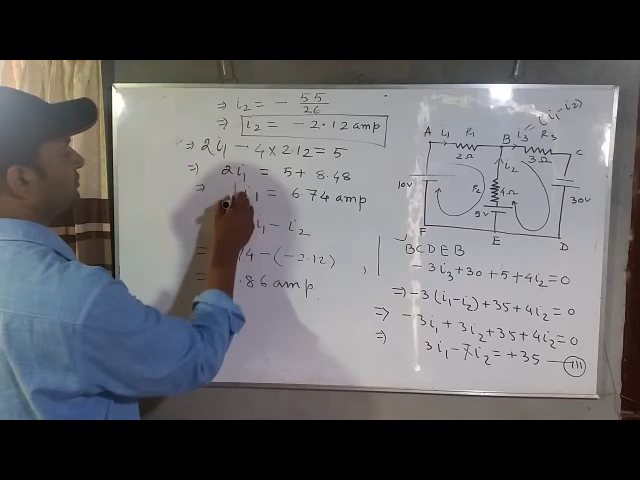 ⇒ i₂ = - 55/26
⇒ i₂ = - 2.12 amp
⇒ 2i₁ - 4 × 2.12 = 5
⇒ 2i₁ = 5 + 8.48
⇒ i₁ = 6.74 amp
i₁ - i₂
= 4 - (-2.12) ,
= .86 amp.
i₃ = (i₁ - i₂)
A i₁ R₁ B R₃ C
2Ω 3Ω
i₂
10V R₂ 4Ω 30V
5V
F E D
BCDEB
-3i₃ + 30 + 5 + 4i₂ = 0
⇒ -3(i₁ - i₂) + 35 + 4i₂ = 0
⇒ -3i₁ + 3i₂ + 35 + 4i₂ = 0
⇒ 3i₁ - 7i₂ = +35 — III